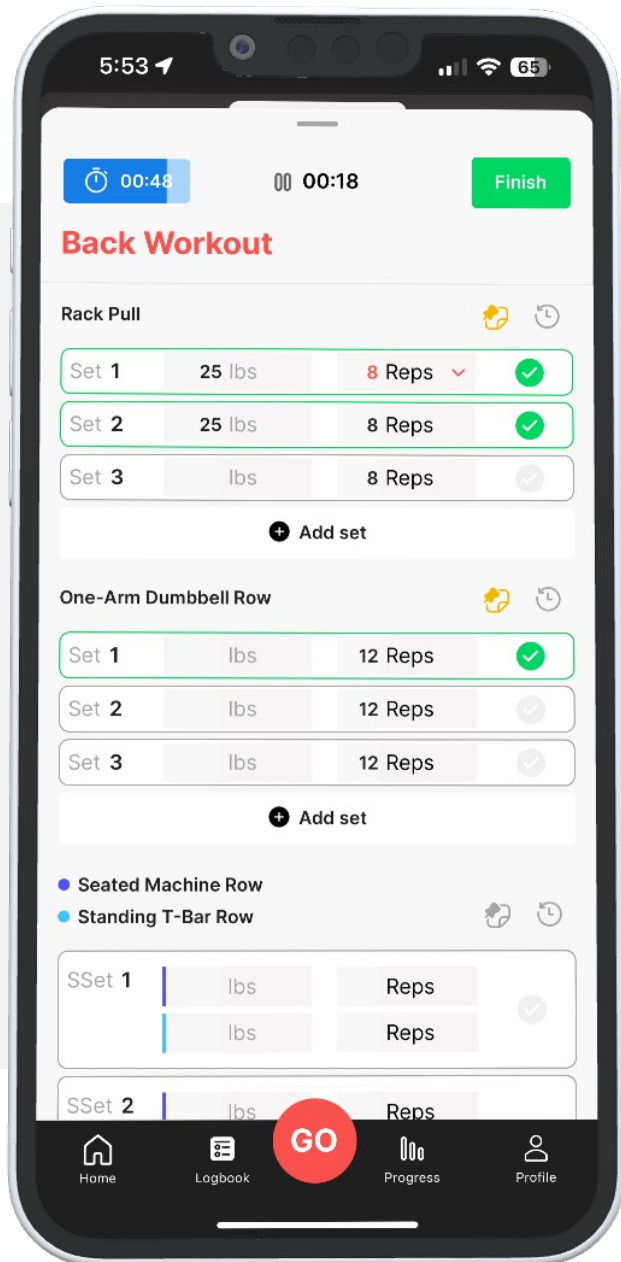 5:53 65
00:48 00:18 Finish
Back Workout
Rack Pull
Set 1 25 lbs 8 Reps
Set 2 25 lbs 8 Reps
Set 3 lbs 8 Reps
Add set
One-Arm Dumbbell Row
Set 1 lbs 12 Reps
Set 2 lbs 12 Reps
Set 3 lbs 12 Reps
Add set
Seated Machine Row
Standing T-Bar Row
SSet 1 lbs Reps
lbs Reps
SSet 2 lbs Reps
GO
Home Logbook Progress Profile